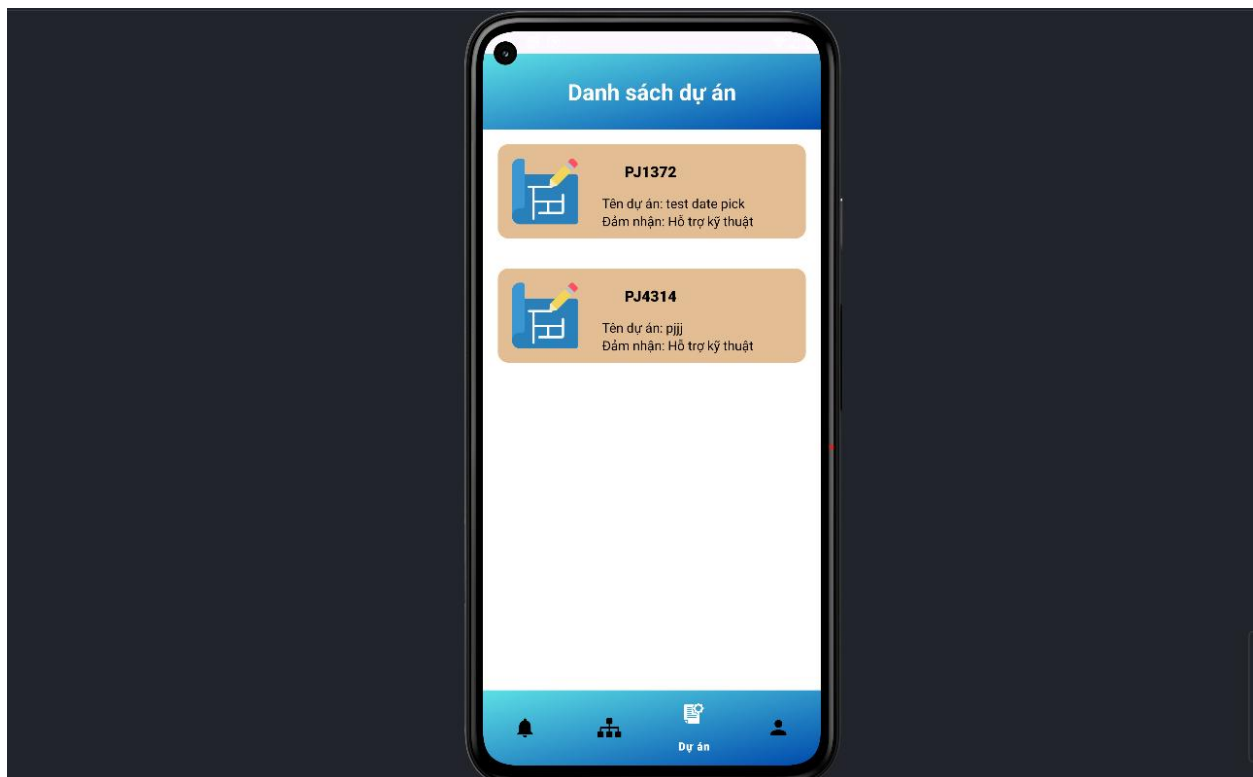 Danh sách dự án
PJ1372
Tên dự án: test date pick
Đảm nhận: Hỗ trợ kỹ thuật
PJ4314
Tên dự án: pjjj
Đảm nhận: Hỗ trợ kỹ thuật
Dự án